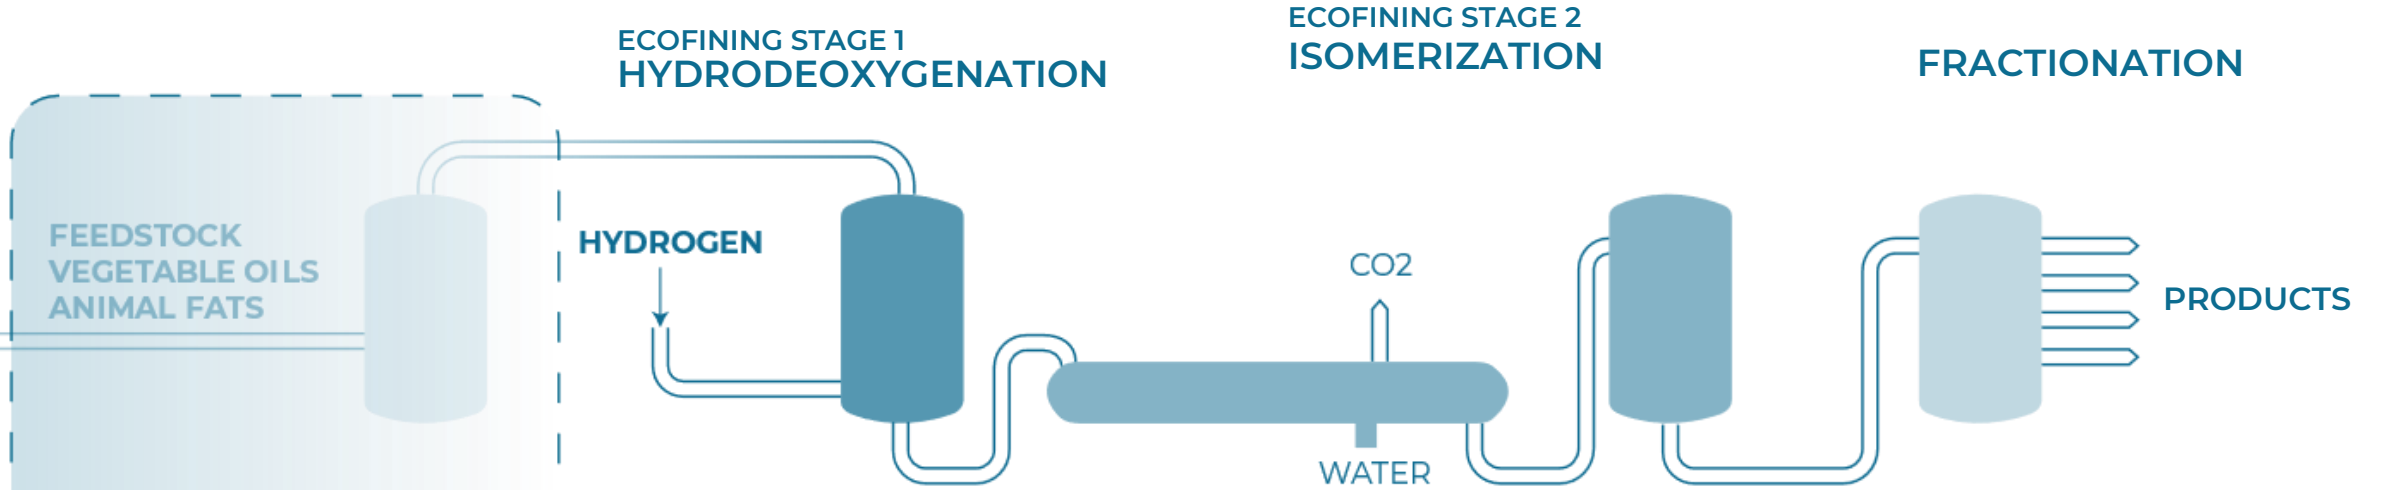 ECOFINING STAGE 1
HYDRODEOXYGENATION
ECOFINING STAGE 2
ISOMERIZATION
FRACTIONATION
FEEDSTOCK
VEGETABLE OILS
ANIMAL FATS
HYDROGEN
CO2
WATER
PRODUCTS